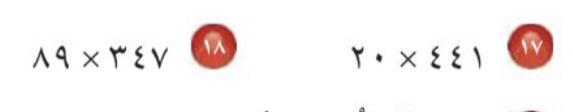 ١٧ ٤٤١ × ٢٠ ١٨ ٣٤٧ × ٨٩